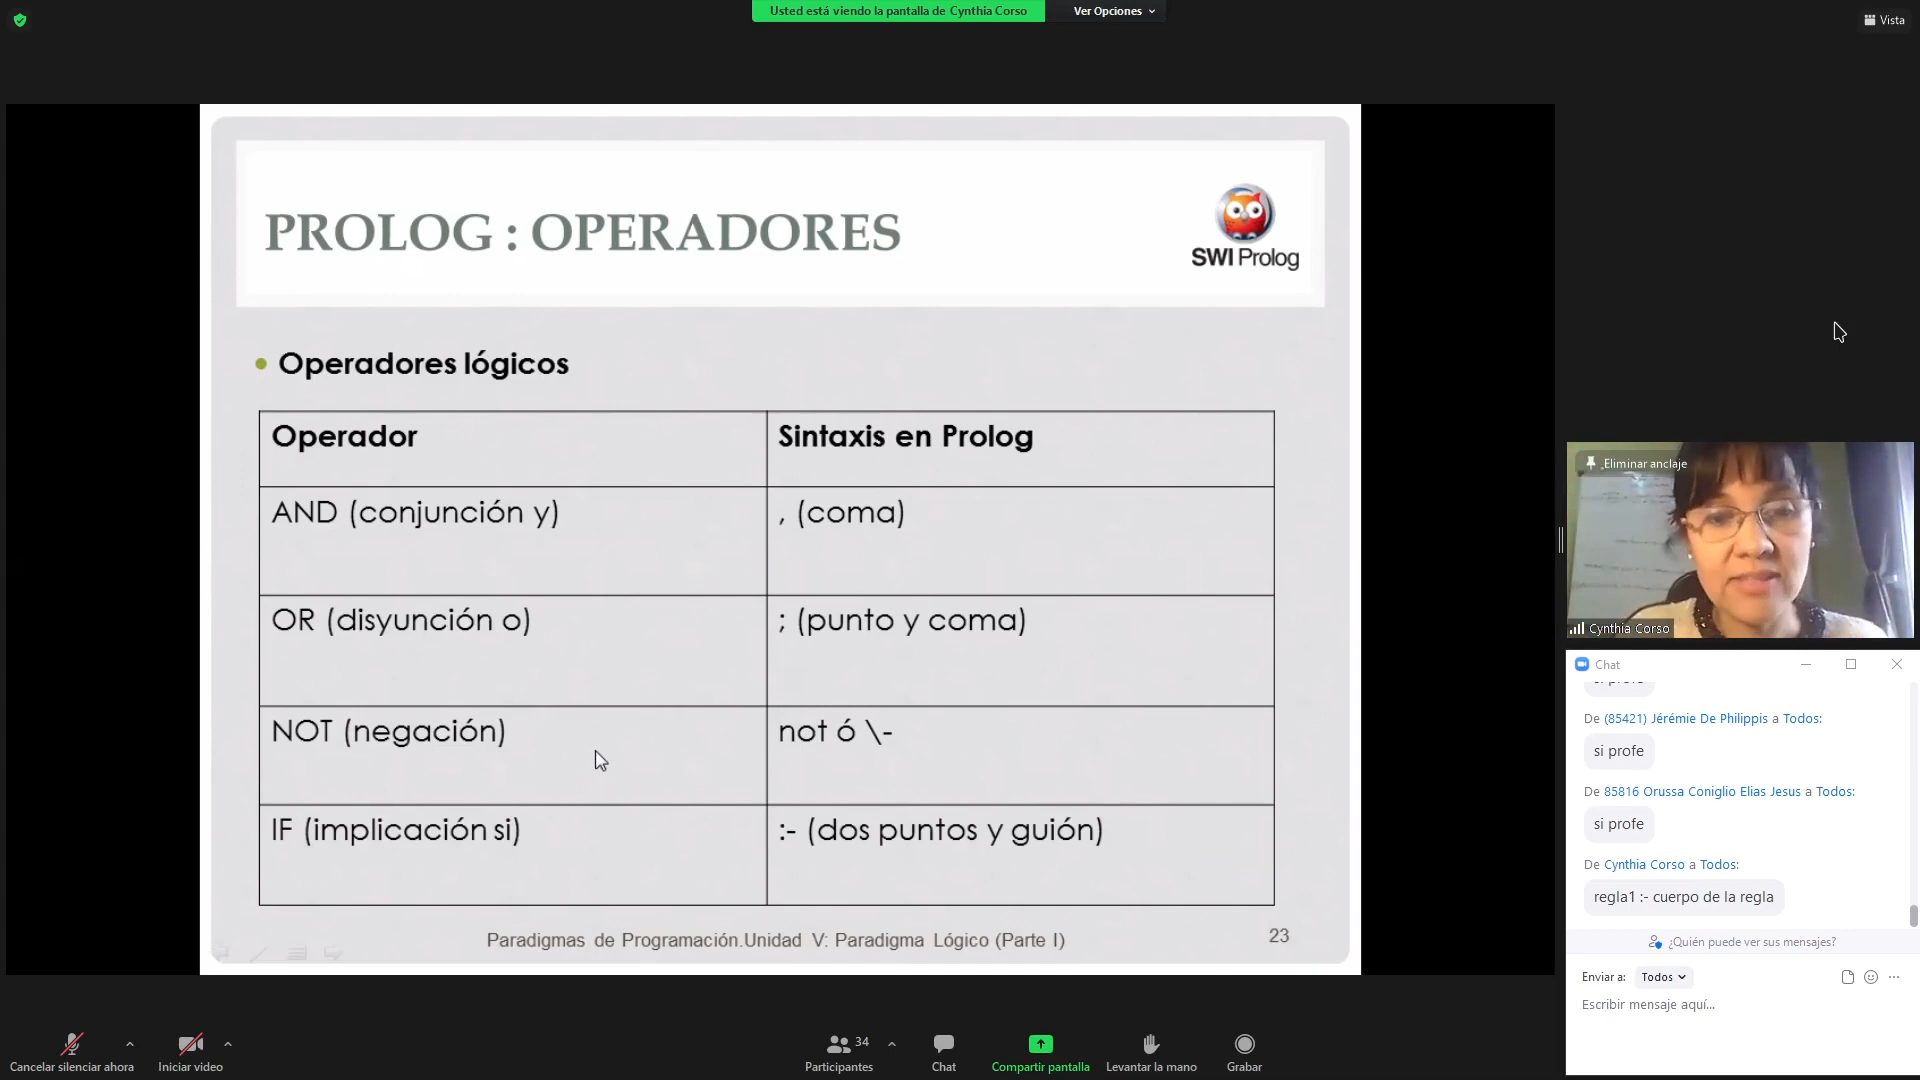 Usted está viendo la pantalla de Cynthia Corso
Ver Opciones
Vista
PROLOG : OPERADORES
SWI Prolog
Operadores lógicos
Operador
Sintaxis en Prolog
AND (conjunción y)
, (coma)
OR (disyunción o)
; (punto y coma)
NOT (negación)
not ó \-
IF (implicación si)
:- (dos puntos y guión)
Paradigmas de Programación.Unidad V: Paradigma Lógico (Parte I)
23
Eliminar anclaje
Cynthia Corso
Chat
si profe
De (85421) Jérémie De Philippis a Todos:
si profe
De 85816 Orussa Coniglio Elias Jesus a Todos:
si profe
De Cynthia Corso a Todos:
regla1 :- cuerpo de la regla
¿Quién puede ver sus mensajes?
Enviar a: Todos
Escribir mensaje aquí...
Cancelar silenciar ahora
Iniciar video
34
Participantes
Chat
Compartir pantalla
Levantar la mano
Grabar